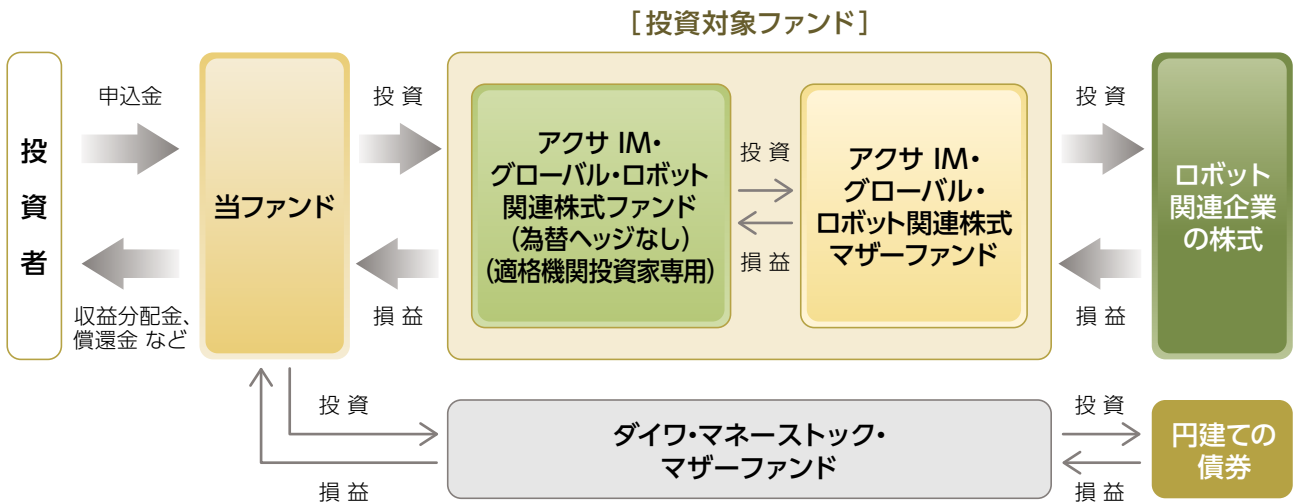 [投資対象ファンド]
投資者
申込金
収益分配金、
償還金 など
当ファンド
投 資
損 益
アクサ IM・
グローバル・ロボット
関連株式ファンド
(為替ヘッジなし)
(適格機関投資家専用)
投 資
損 益
アクサ IM・
グローバル・
ロボット関連株式
マザーファンド
投 資
損 益
ロボット
関連企業
の株式
投 資
損 益
ダイワ・マネーストック・
マザーファンド
投 資
損 益
円建ての
債券